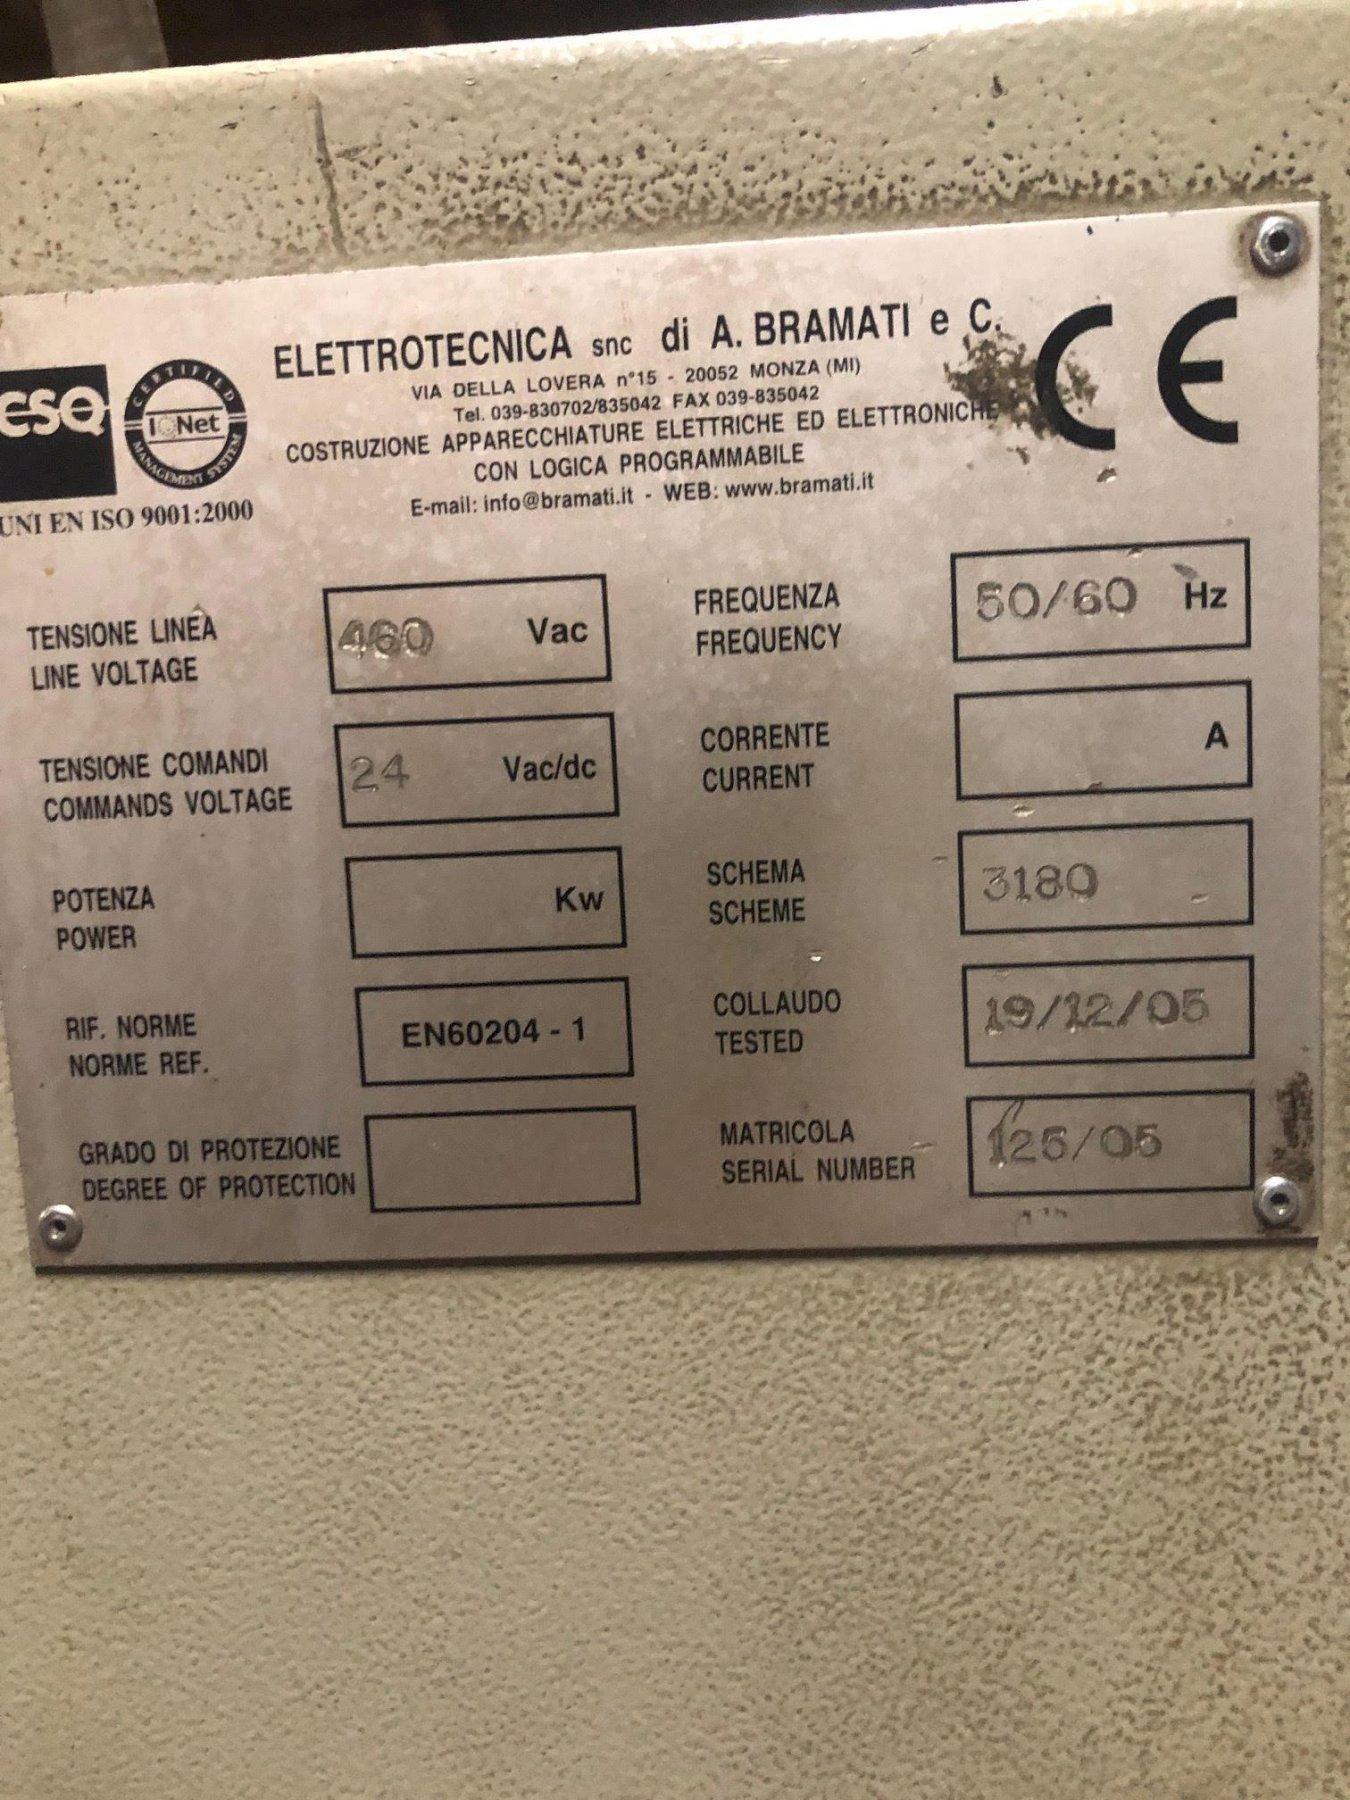 ELETTROTECNICA snc di A. BRAMATI e C.
VIA DELLA LOVERA n°15 - 20052 MONZA (MI)
Tel. 039-830702/835042 FAX 039-835042
COSTRUZIONE APPARECCHIATURE ELETTRICHE ED ELETTRONICHE
CON LOGICA PROGRAMMABILE
E-mail: info@bramati.it - WEB: www.bramati.it
CE
csq
CERTIFIED
IQNet
MANAGEMENT SYSTEM
UNI EN ISO 9001:2000
TENSIONE LINEA
LINE VOLTAGE
460 Vac
FREQUENZA
FREQUENCY
50/60 Hz
TENSIONE COMANDI
COMMANDS VOLTAGE
24 Vac/dc
CORRENTE
CURRENT
A
POTENZA
POWER
Kw
SCHEMA
SCHEME
3180
RIF. NORME
NORME REF.
EN60204 - 1
COLLAUDO
TESTED
19/12/05
GRADO DI PROTEZIONE
DEGREE OF PROTECTION
MATRICOLA
SERIAL NUMBER